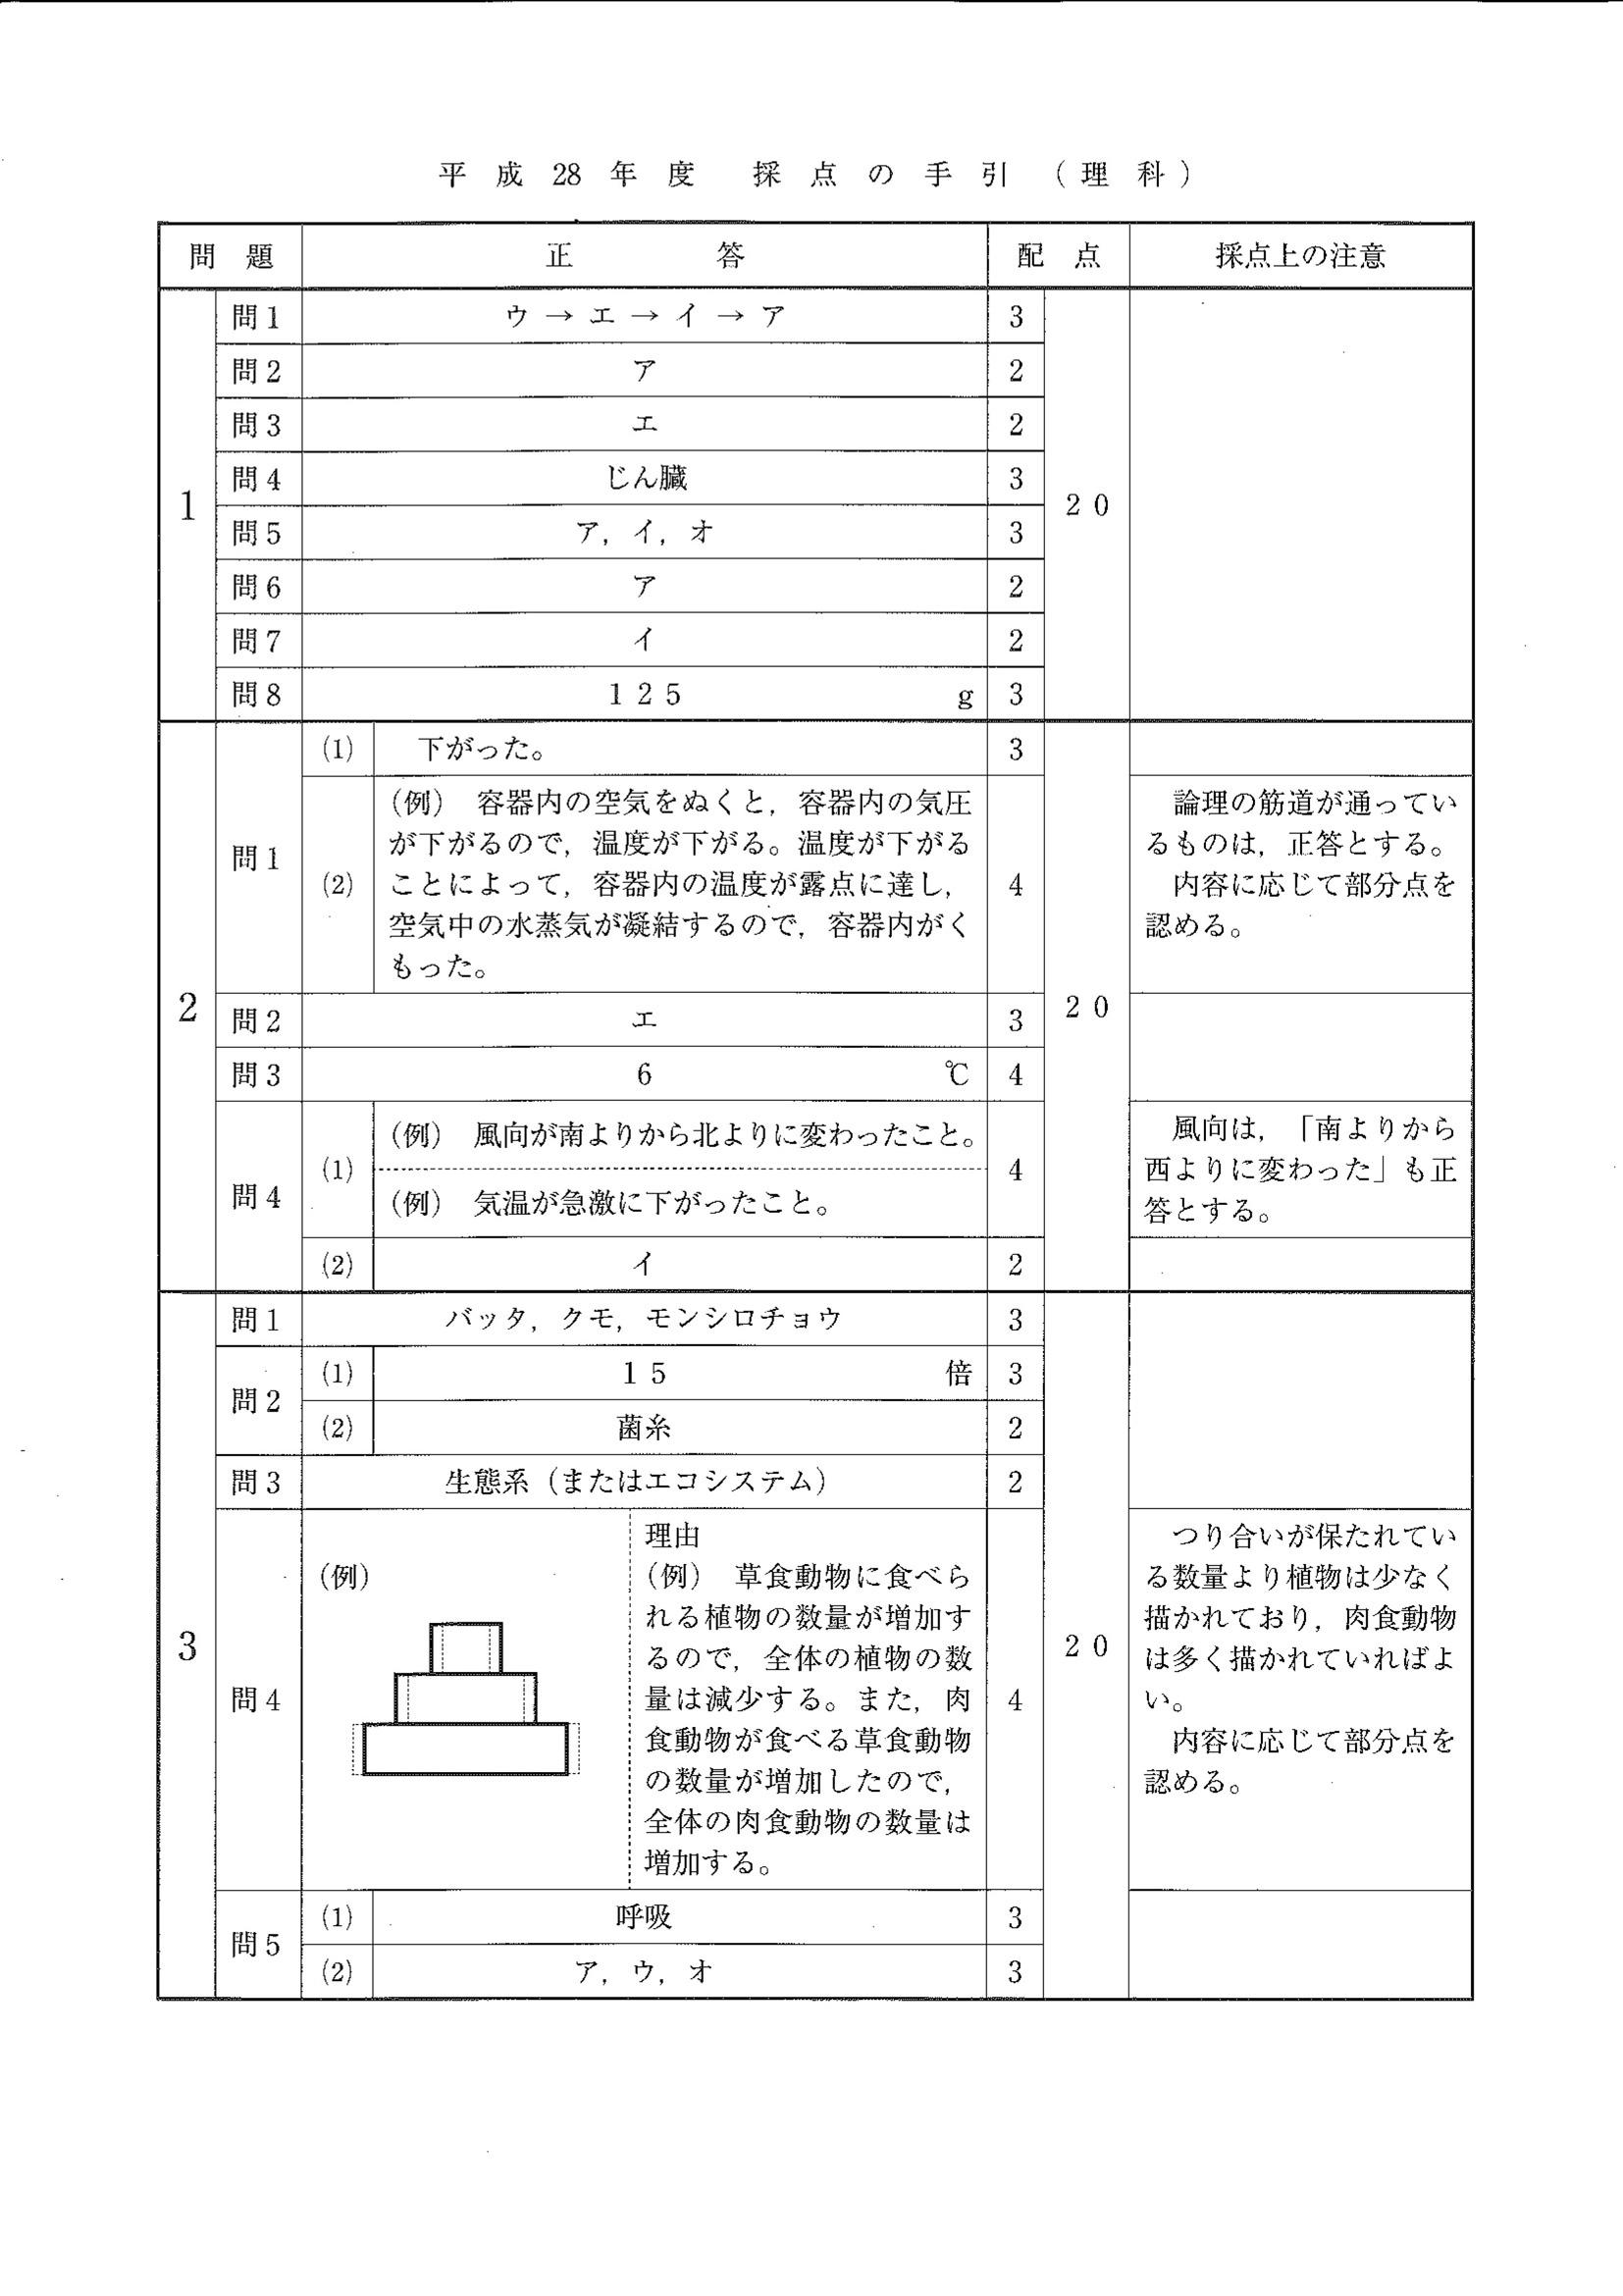 平成28年度 採点の手引（理科）
問題 正答 配点 採点上の注意
1
問1 ウ→エ→イ→ア 3
問2 ア 2
問3 エ 2
問4 じん臓 3
問5 ア，イ，オ 3
問6 ア 2
問7 イ 2
問8 125 g 3
20
2
問1
(1) 下がった。 3
(2)
（例） 容器内の空気をぬくと，容器内の気圧
が下がるので，温度が下がる。温度が下がる
ことによって，容器内の温度が露点に達し，
空気中の水蒸気が凝結するので，容器内がく
もった。
4
論理の筋道が通ってい
るものは，正答とする。
内容に応じて部分点を
認める。
問2 エ 3
問3 6 ℃ 4
20
問4
(1)
（例） 風向が南よりから北よりに変わったこと。
（例） 気温が急激に下がったこと。
4
風向は，「南よりから
西よりに変わった」も正
答とする。
(2) イ 2
3
問1 バッタ，クモ，モンシロチョウ 3
問2
(1) 15 倍 3
(2) 菌糸 2
問3 生態系（またはエコシステム） 2
問4
（例）
理由
（例） 草食動物に食べら
れる植物の数量が増加す
るので，全体の植物の数
量は減少する。また，肉
食動物が食べる草食動物
の数量が増加したので，
全体の肉食動物の数量は
増加する。
4
20
つり合いが保たれてい
る数量より植物は少なく
描かれており，肉食動物
は多く描かれていればよ
い。
内容に応じて部分点を
認める。
問5
(1) 呼吸 3
(2) ア，ウ，オ 3